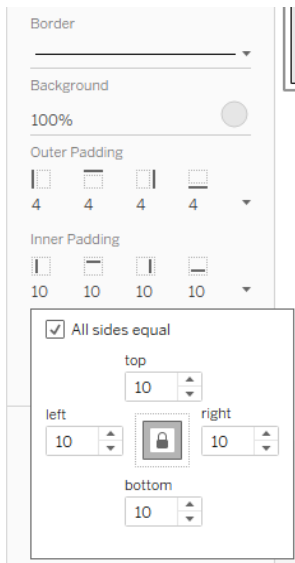 Border
Background
100%
Outer Padding
4 4 4 4
Inner Padding
10 10 10 10
All sides equal
top
10
left right
10 10
bottom
10